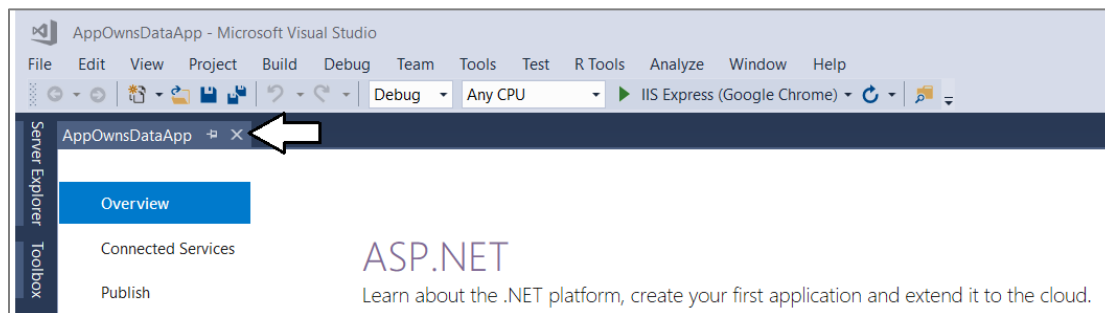 AppOwnsDataApp - Microsoft Visual Studio
File Edit View Project Build Debug Team Tools Test R Tools Analyze Window Help
Debug Any CPU IIS Express (Google Chrome)
Server Explorer
Toolbox
AppOwnsDataApp
Overview
Connected Services
Publish
ASP.NET
Learn about the .NET platform, create your first application and extend it to the cloud.